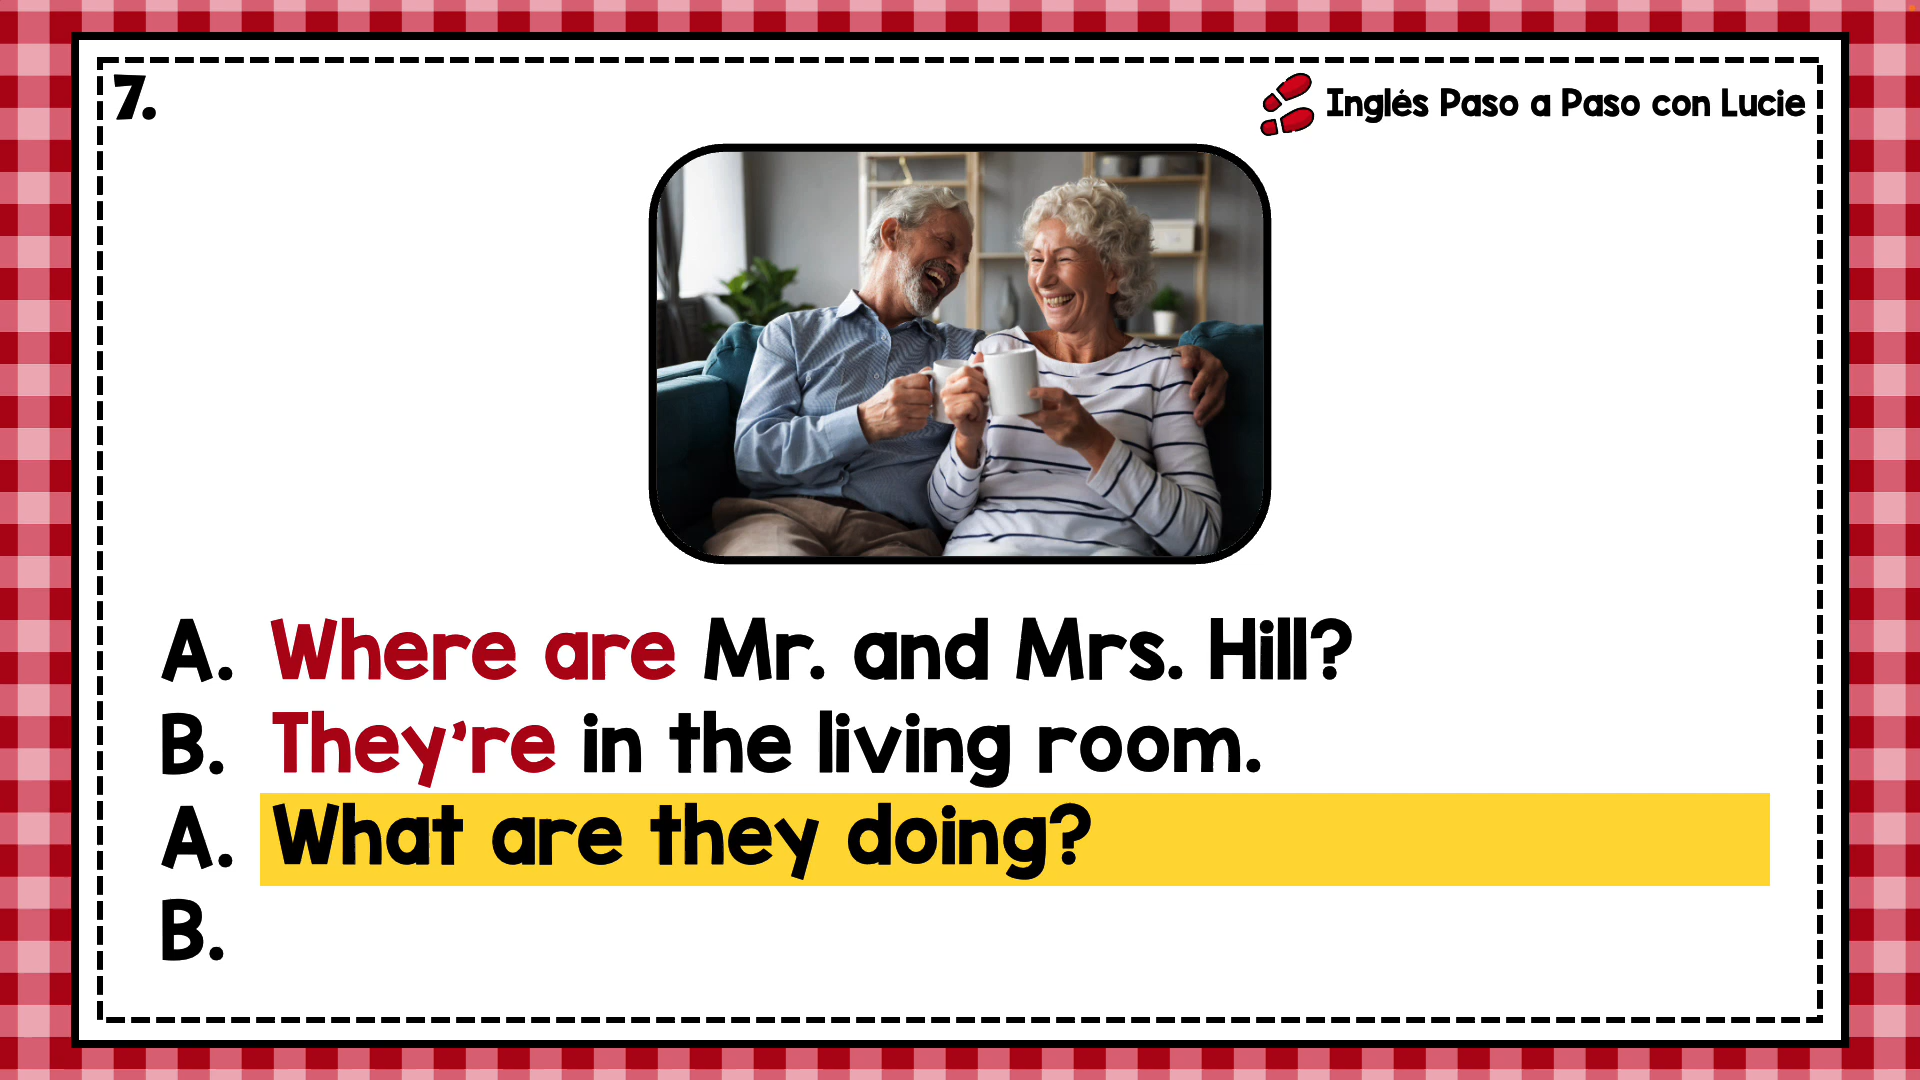 7.
Inglés Paso a Paso con Lucie
A. Where are Mr. and Mrs. Hill?
B. They're in the living room.
A. What are they doing?
B.